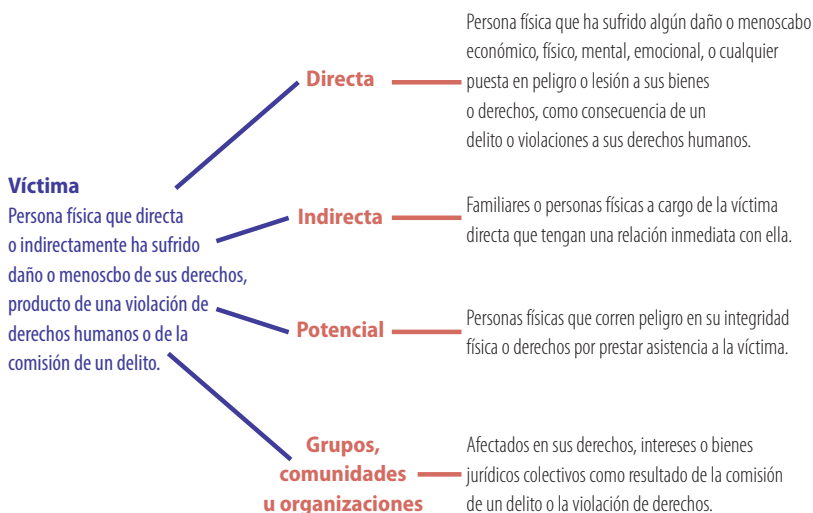 Víctima
Persona física que directa
o indirectamente ha sufrido
daño o menoscbo de sus derechos,
producto de una violación de
derechos humanos o de la
comisión de un delito.
Directa
Persona física que ha sufrido algún daño o menoscabo
económico, físico, mental, emocional, o cualquier
puesta en peligro o lesión a sus bienes
o derechos, como consecuencia de un
delito o violaciones a sus derechos humanos.
Indirecta
Familiares o personas físicas a cargo de la víctima
directa que tengan una relación inmediata con ella.
Potencial
Personas físicas que corren peligro en su integridad
física o derechos por prestar asistencia a la víctima.
Grupos,
comunidades
u organizaciones
Afectados en sus derechos, intereses o bienes
jurídicos colectivos como resultado de la comisión
de un delito o la violación de derechos.